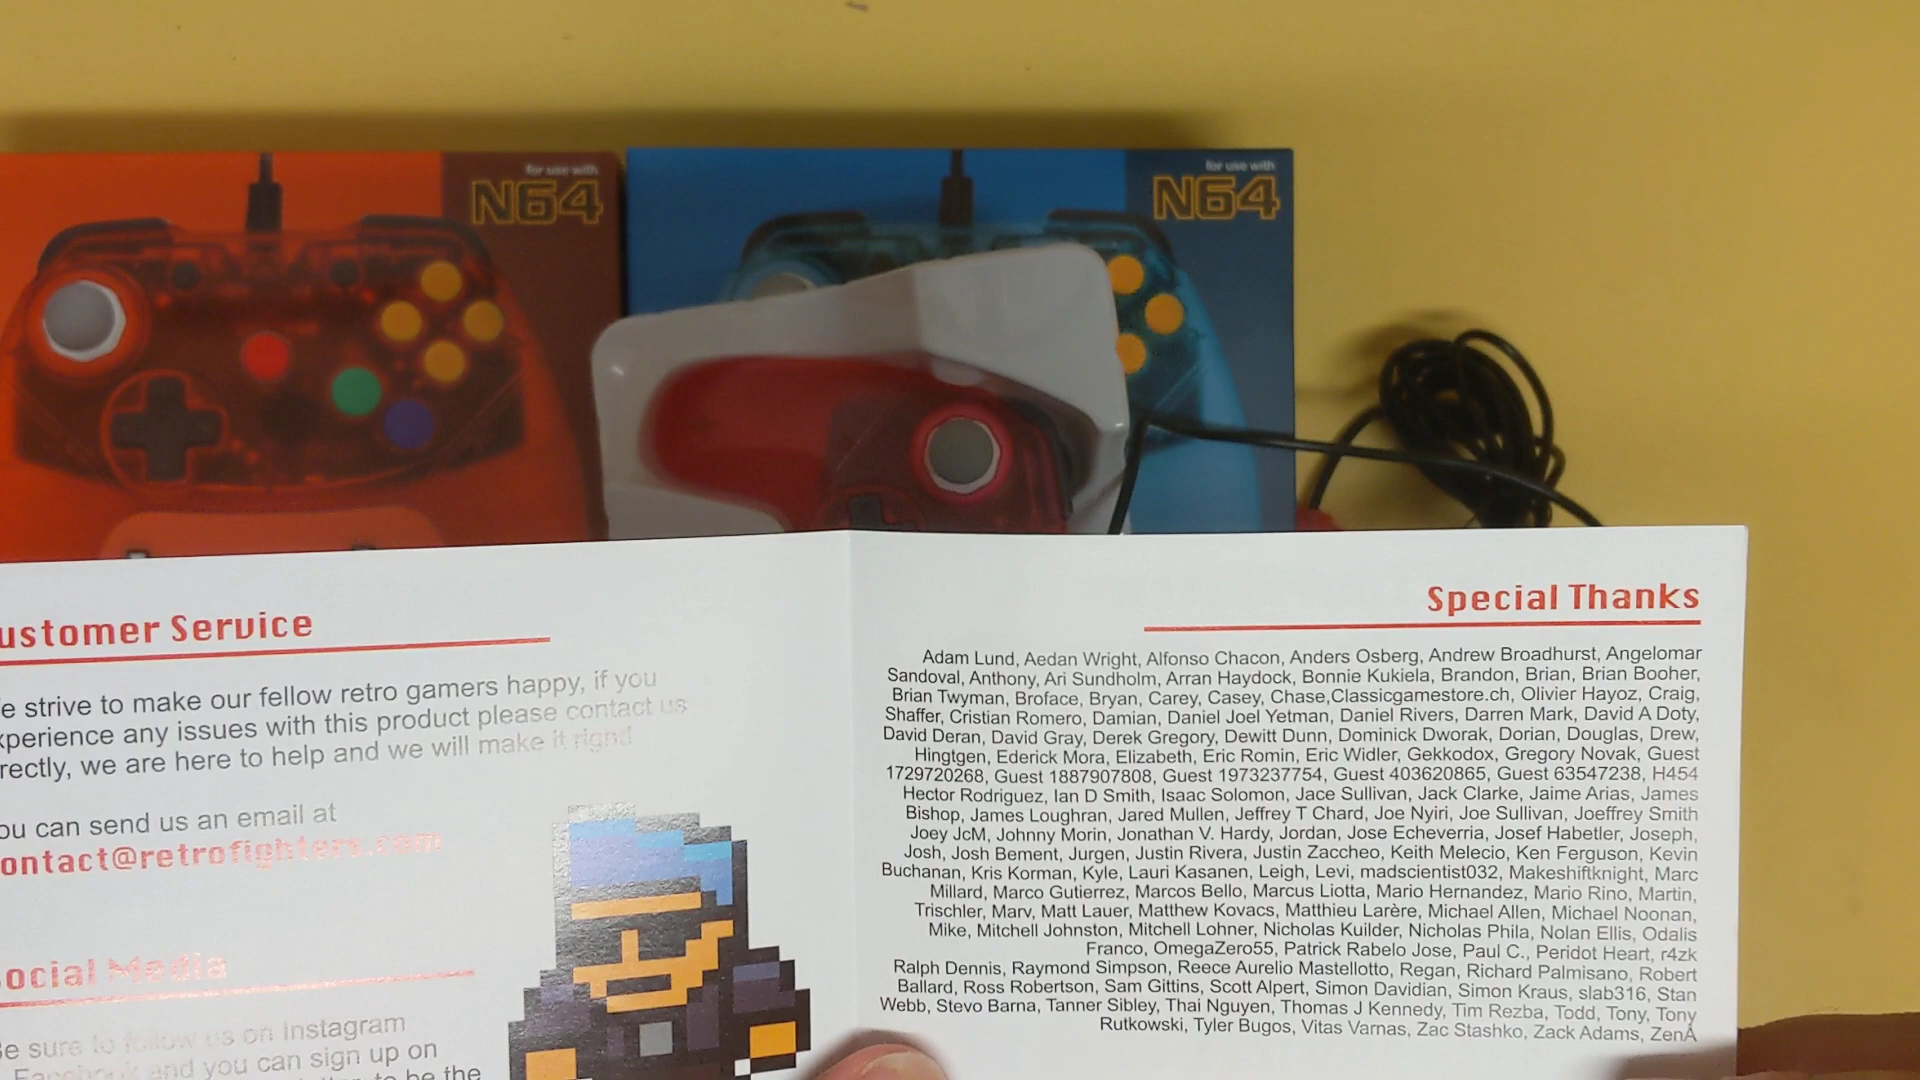 for use with
N64
for use with
N64
ustomer Service
e strive to make our fellow retro gamers happy, if you
xperience any issues with this product please contact us
rectly, we are here to help and we will make it right!
ou can send us an email at
ontact@retrofighters.com
ocial Media
e sure to follow us on Instagram
Facebook and you can sign up on
to be the
Special Thanks
Adam Lund, Aedan Wright, Alfonso Chacon, Anders Osberg, Andrew Broadhurst, Angelomar
Sandoval, Anthony, Ari Sundholm, Arran Haydock, Bonnie Kukiela, Brandon, Brian, Brian Booher,
Brian Twyman, Broface, Bryan, Carey, Casey, Chase,Classicgamestore.ch, Olivier Hayoz, Craig,
Shaffer, Cristian Romero, Damian, Daniel Joel Yetman, Daniel Rivers, Darren Mark, David A Doty,
David Deran, David Gray, Derek Gregory, Dewitt Dunn, Dominick Dworak, Dorian, Douglas, Drew,
Hingtgen, Ederick Mora, Elizabeth, Eric Romin, Eric Widler, Gekkodox, Gregory Novak, Guest
1729720268, Guest 1887907808, Guest 1973237754, Guest 403620865, Guest 63547238, H454
Hector Rodriguez, Ian D Smith, Isaac Solomon, Jace Sullivan, Jack Clarke, Jaime Arias, James
Bishop, James Loughran, Jared Mullen, Jeffrey T Chard, Joe Nyiri, Joe Sullivan, Joeffrey Smith
Joey JcM, Johnny Morin, Jonathan V. Hardy, Jordan, Jose Echeverria, Josef Habetler, Joseph,
Josh, Josh Bement, Jurgen, Justin Rivera, Justin Zaccheo, Keith Melecio, Ken Ferguson, Kevin
Buchanan, Kris Korman, Kyle, Lauri Kasanen, Leigh, Levi, madscientist032, Makeshiftknight, Marc
Millard, Marco Gutierrez, Marcos Bello, Marcus Liotta, Mario Hernandez, Mario Rino, Martin,
Trischler, Marv, Matt Lauer, Matthew Kovacs, Matthieu Larère, Michael Allen, Michael Noonan,
Mike, Mitchell Johnston, Mitchell Lohner, Nicholas Kuilder, Nicholas Phila, Nolan Ellis, Odalis
Franco, OmegaZero55, Patrick Rabelo Jose, Paul C., Peridot Heart, r4zk
Ralph Dennis, Raymond Simpson, Reece Aurelio Mastellotto, Regan, Richard Palmisano, Robert
Ballard, Ross Robertson, Sam Gittins, Scott Alpert, Simon Davidian, Simon Kraus, slab316, Stan
Webb, Stevo Barna, Tanner Sibley, Thai Nguyen, Thomas J Kennedy, Tim Rezba, Todd, Tony, Tony
Rutkowski, Tyler Bugos, Vitas Varnas, Zac Stashko, Zack Adams, ZenA